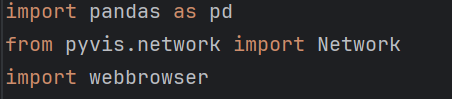 import pandas as pd
from pyvis.network import Network
import webbrowser